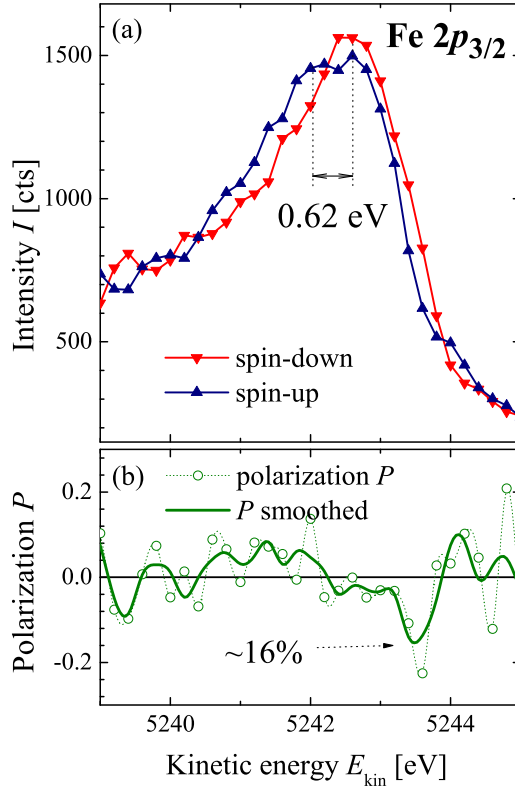 (a)
Fe 2p3/2
1500
1000
500
Intensity I [cts]
0.62 eV
spin-down
spin-up
(b)
polarization P
P smoothed
0.2
0.0
-0.2
Polarization P
~16%
5240
5242
5244
Kinetic energy Ekin [eV]